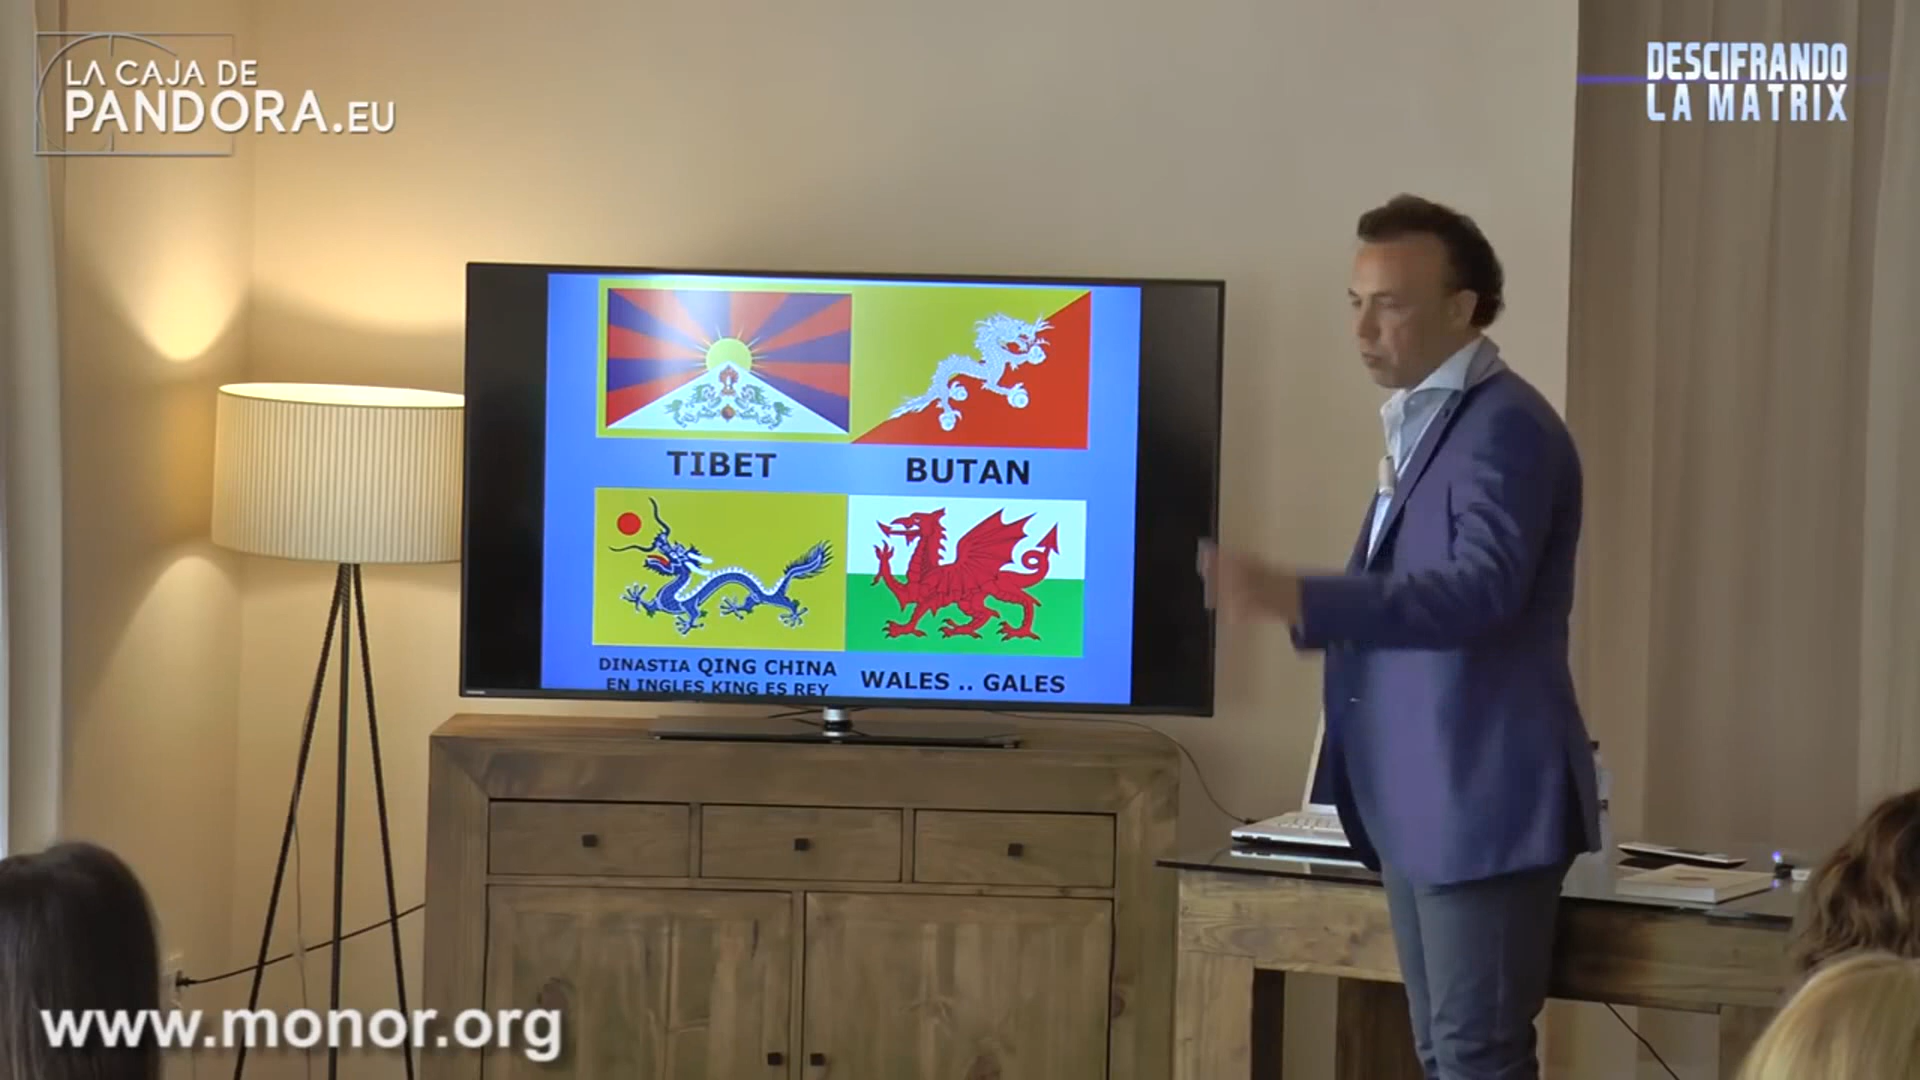 LA CAJA DE
PANDORA.EU
DESCIFRANDO
LA MATRIX
TIBET
BUTAN
DINASTIA QING CHINA
EN INGLES KING ES REY
WALES .. GALES
www.monor.org